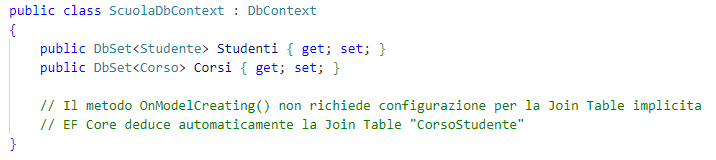 public class ScuolaDbContext : DbContext
{
    public DbSet<Studente> Studenti { get; set; }
    public DbSet<Corso> Corsi { get; set; }
    // Il metodo OnModelCreating() non richiede configurazione per la Join Table implicita
    // EF Core deduce automaticamente la Join Table "CorsoStudente"
}